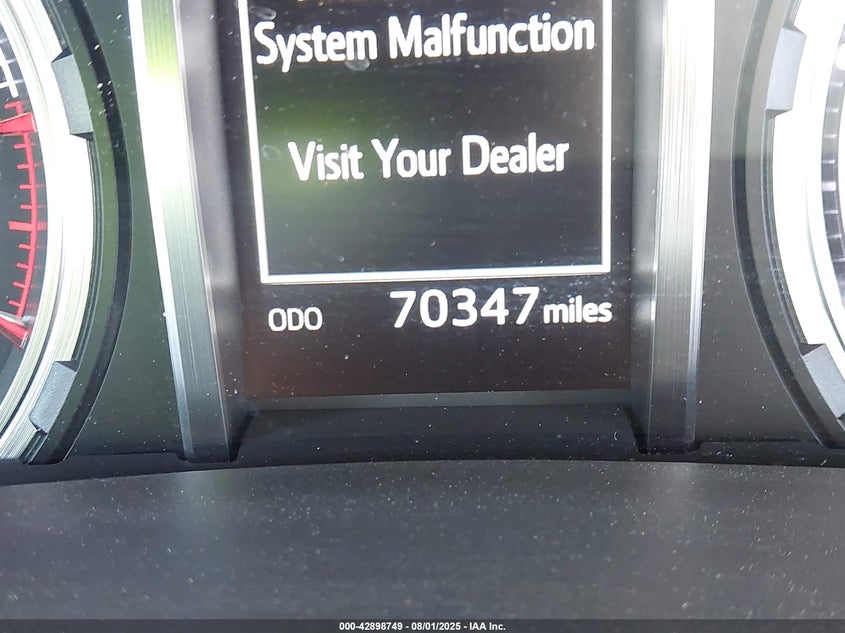 System Malfunction
Visit Your Dealer
ODO 70347 miles
000-42898749 - 08/01/2025 - IAA Inc.